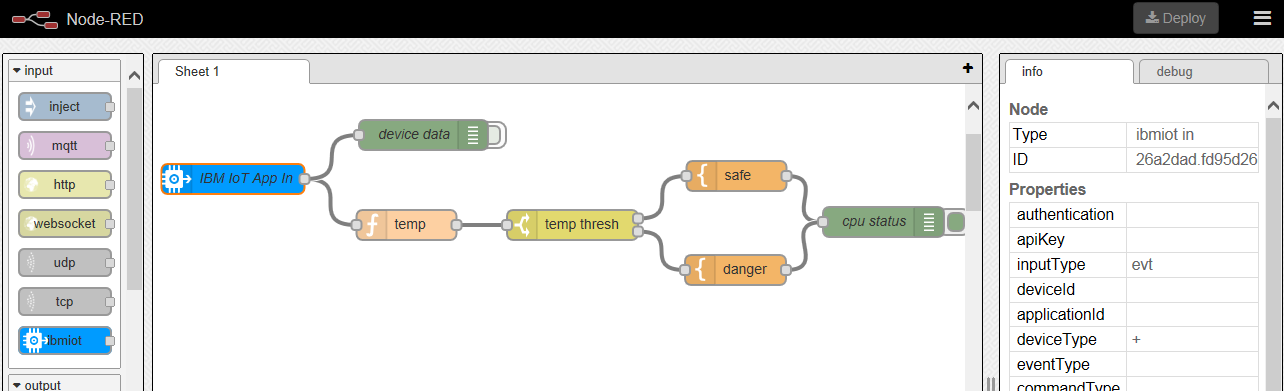 Node-RED
Deploy
input
inject
mqtt
http
websocket
udp
tcp
ibmiot
output
Sheet 1
+
device data
IBM IoT App In
temp
temp thresh
safe
danger
cpu status
info
debug
Node
Type ibmiot in
ID 26a2dad.fd95d26
Properties
authentication
apiKey
inputType evt
deviceId
applicationId
deviceType +
eventType
commandType